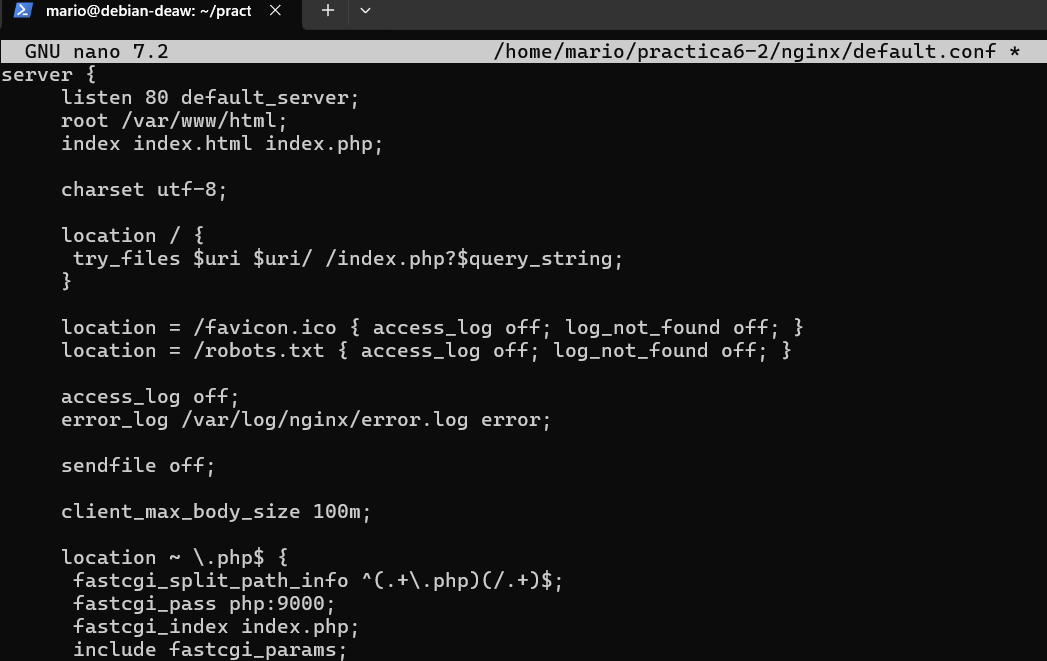 mario@debian-deaw: ~/pract
GNU nano 7.2 /home/mario/practica6-2/nginx/default.conf *
server {
listen 80 default_server;
root /var/www/html;
index index.html index.php;
charset utf-8;
location / {
try_files $uri $uri/ /index.php?$query_string;
}
location = /favicon.ico { access_log off; log_not_found off; }
location = /robots.txt { access_log off; log_not_found off; }
access_log off;
error_log /var/log/nginx/error.log error;
sendfile off;
client_max_body_size 100m;
location ~ \.php$ {
fastcgi_split_path_info ^(.+\.php)(/.+)$;
fastcgi_pass php:9000;
fastcgi_index index.php;
include fastcgi_params;